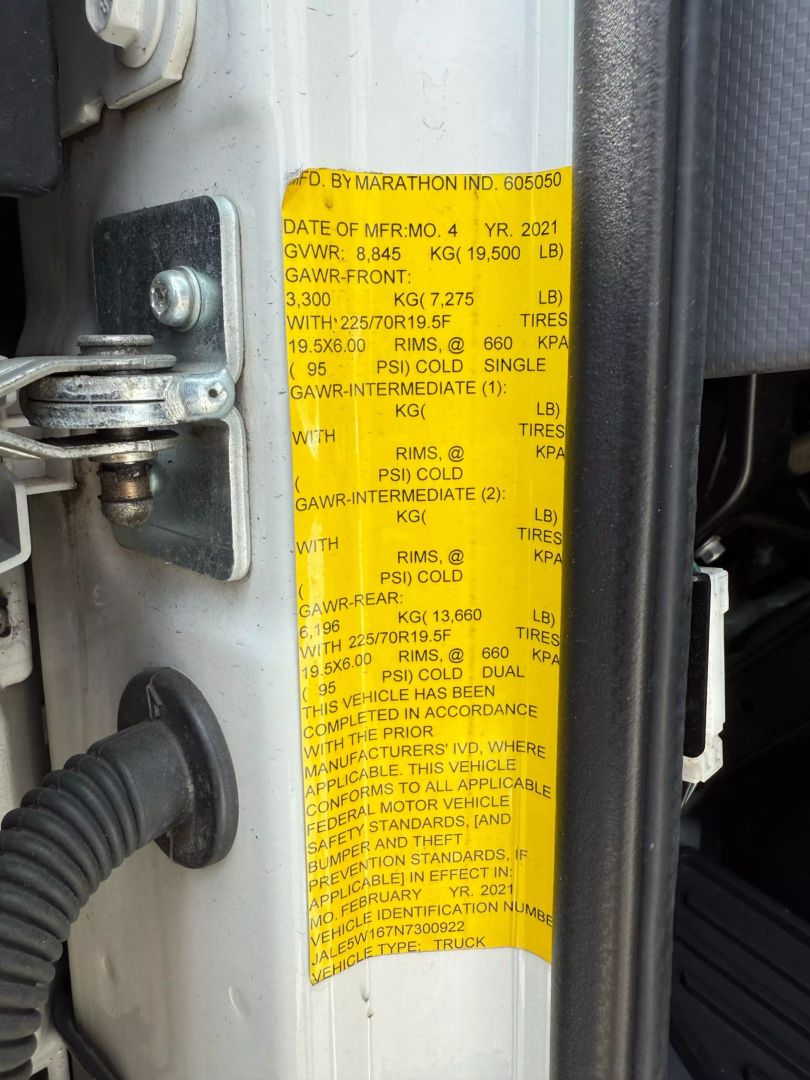 MFD. BY MARATHON IND. 605050
DATE OF MFR:MO. 4 YR. 2021
GVWR: 8,845 KG( 19,500 LB)
GAWR-FRONT:
3,300 KG( 7,275 LB)
WITH 225/70R19.5F TIRES
19.5X6.00 RIMS, @ 660 KPA
( 95 PSI) COLD SINGLE
GAWR-INTERMEDIATE (1):
KG( LB)
WITH TIRES
RIMS, @ KPA
( PSI) COLD
GAWR-INTERMEDIATE (2):
KG( LB)
WITH TIRES
RIMS, @ KPA
( PSI) COLD
GAWR-REAR:
6,196 KG( 13,660 LB)
WITH 225/70R19.5F TIRES
19.5X6.00 RIMS, @ 660 KPA
( 95 PSI) COLD DUAL
THIS VEHICLE HAS BEEN
COMPLETED IN ACCORDANCE
WITH THE PRIOR
MANUFACTURERS' IVD, WHERE
APPLICABLE. THIS VEHICLE
CONFORMS TO ALL APPLICABLE
FEDERAL MOTOR VEHICLE
SAFETY STANDARDS, [AND
BUMPER AND THEFT
PREVENTION STANDARDS, IF
APPLICABLE] IN EFFECT IN:
MO. FEBRUARY YR. 2021
VEHICLE IDENTIFICATION NUMBE
JALE5W167N7300922
VEHICLE TYPE: TRUCK